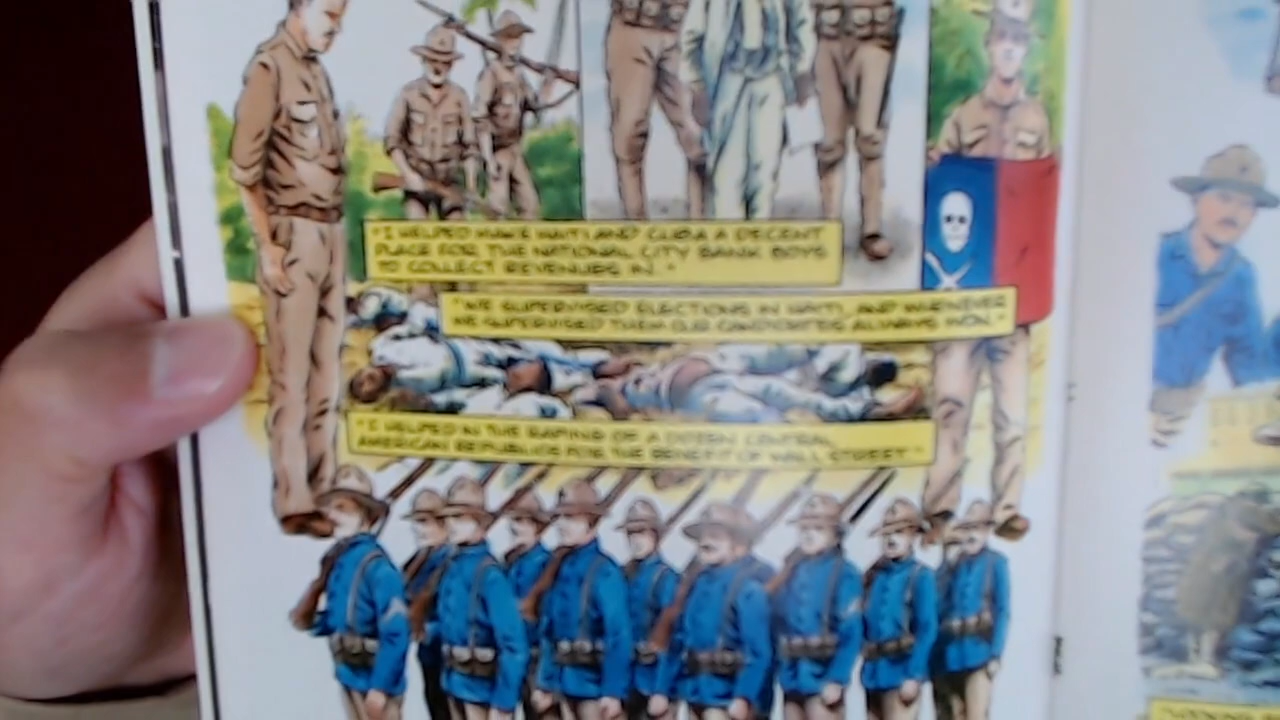 "I HELPED MAKE HAITI AND CUBA A DECENT
PLACE FOR THE NATIONAL CITY BANK BOYS
TO COLLECT REVENUES IN."
"WE SUPERVISED ELECTIONS IN HAITI, AND WHENEVER
WE SUPERVISED THEM OUR CANDIDATES ALWAYS WON."
"I HELPED IN THE RAPING OF A DOZEN CENTRAL
AMERICAN REPUBLICS FOR THE BENEFIT OF WALL STREET."